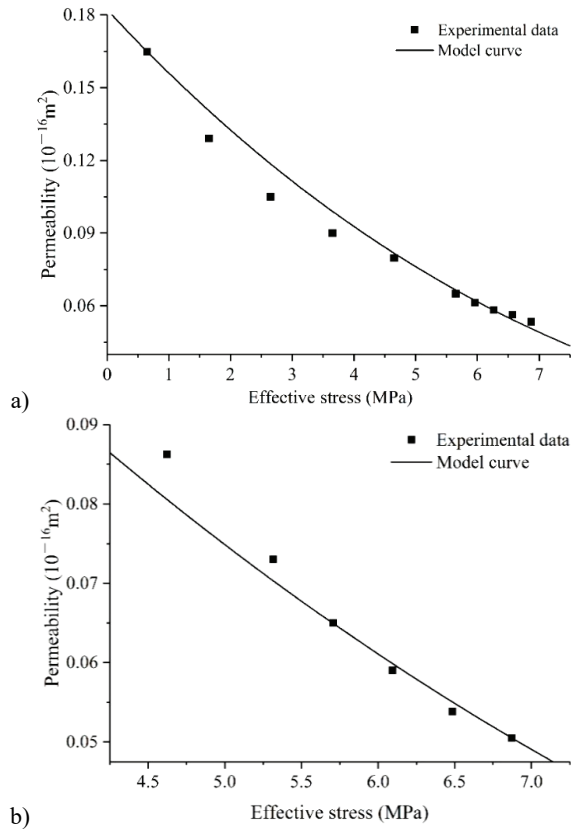 0.18
0.15
0.12
0.09
0.06
Permeability (10⁻¹⁶m²)
Experimental data
Model curve
0 1 2 3 4 5 6 7
Effective stress (MPa)
a)
0.09
0.08
0.07
0.06
0.05
Permeability (10⁻¹⁶m²)
Experimental data
Model curve
4.5 5.0 5.5 6.0 6.5 7.0
Effective stress (MPa)
b)